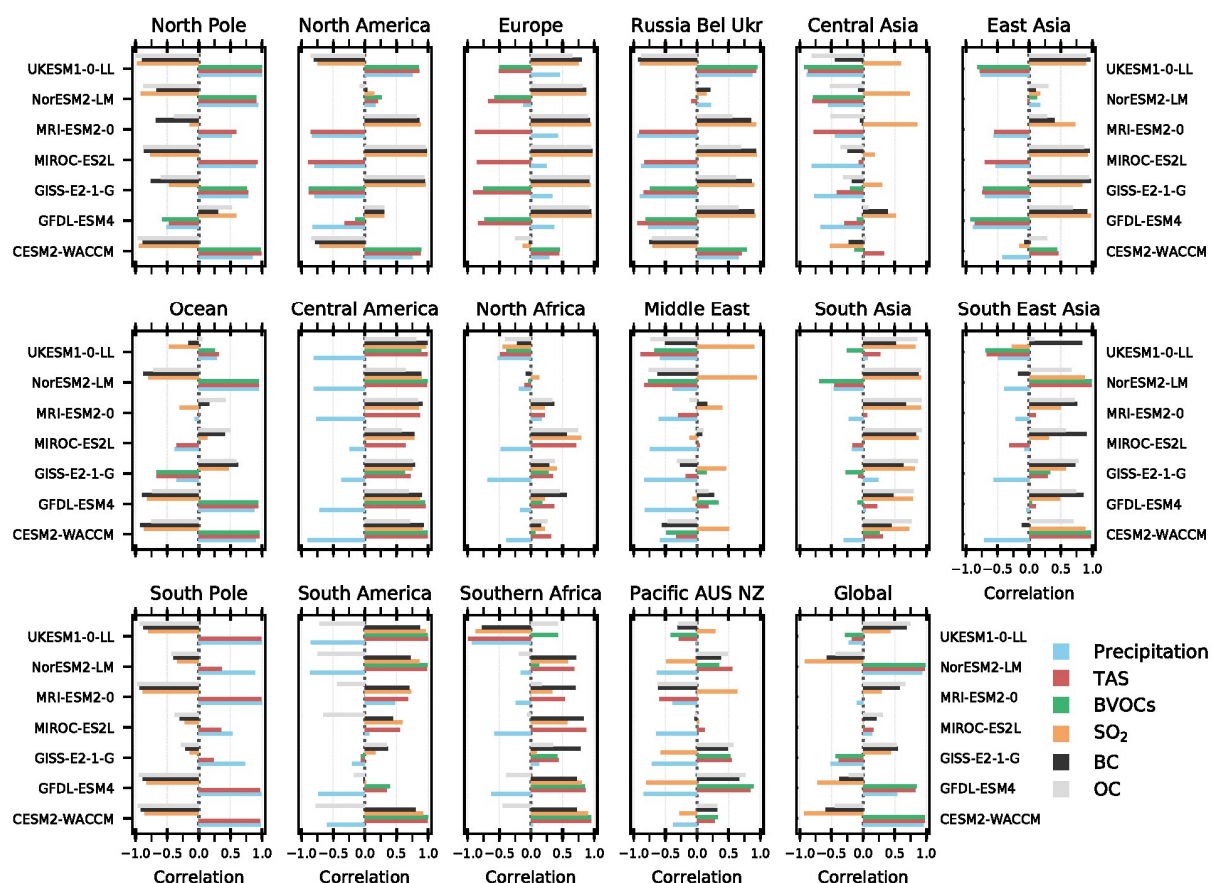 North Pole North America Europe Russia Bel Ukr Central Asia East Asia
UKESM1-0-LL UKESM1-0-LL
NorESM2-LM NorESM2-LM
MRI-ESM2-0 MRI-ESM2-0
MIROC-ES2L MIROC-ES2L
GISS-E2-1-G GISS-E2-1-G
GFDL-ESM4 GFDL-ESM4
CESM2-WACCM CESM2-WACCM
Ocean Central America North Africa Middle East South Asia South East Asia
UKESM1-0-LL UKESM1-0-LL
NorESM2-LM NorESM2-LM
MRI-ESM2-0 MRI-ESM2-0
MIROC-ES2L MIROC-ES2L
GISS-E2-1-G GISS-E2-1-G
GFDL-ESM4 GFDL-ESM4
CESM2-WACCM CESM2-WACCM
−1.0 −0.5 0.0 0.5 1.0
Correlation
South Pole South America Southern Africa Pacific AUS NZ Global
UKESM1-0-LL UKESM1-0-LL
NorESM2-LM NorESM2-LM
MRI-ESM2-0 MRI-ESM2-0
MIROC-ES2L MIROC-ES2L
GISS-E2-1-G GISS-E2-1-G
GFDL-ESM4 GFDL-ESM4
CESM2-WACCM CESM2-WACCM
Precipitation
TAS
BVOCs
SO₂
BC
OC
−1.0 −0.5 0.0 0.5 1.0 −1.0 −0.5 0.0 0.5 1.0 −1.0 −0.5 0.0 0.5 1.0 −1.0 −0.5 0.0 0.5 1.0 −1.0 −0.5 0.0 0.5 1.0
Correlation Correlation Correlation Correlation Correlation